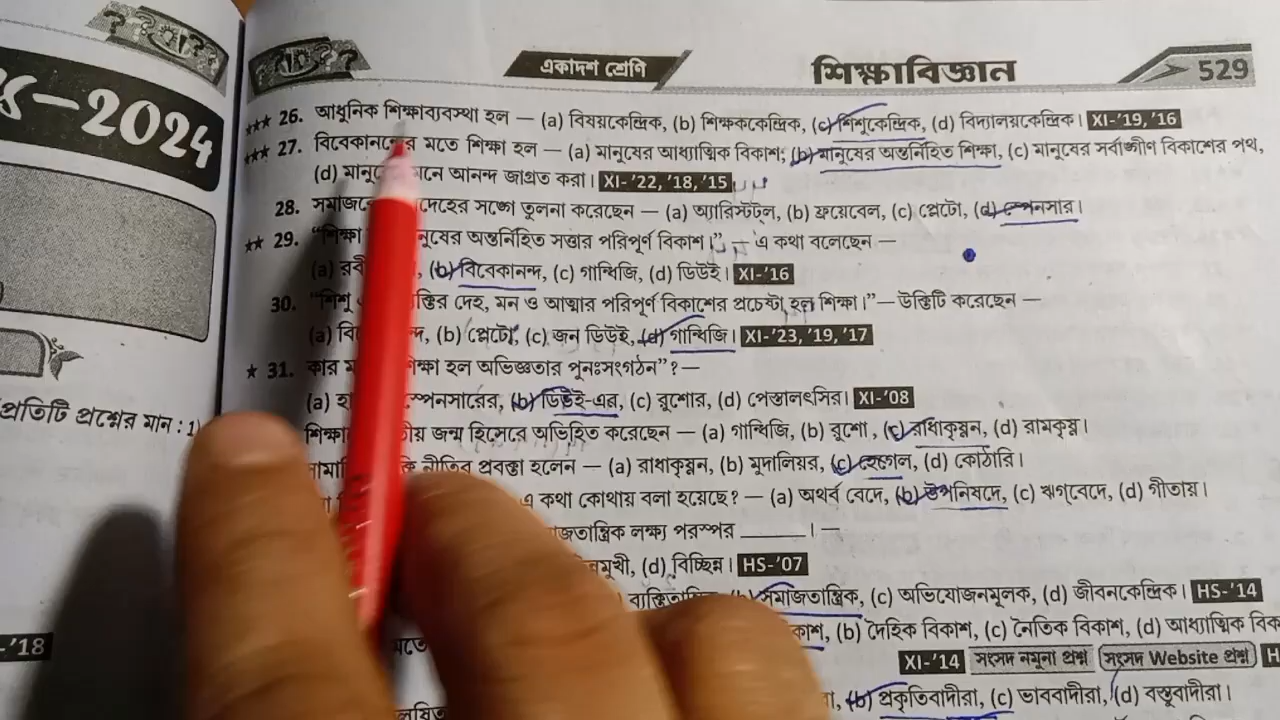 –2024
একাদশ শ্রেণি
শিক্ষাবিজ্ঞান
529
★★★ 26. আধুনিক শিক্ষাব্যবস্থা হল — (a) বিষয়কেন্দ্রিক, (b) শিক্ষককেন্দ্রিক, (c) শিশুকেন্দ্রিক, (d) বিদ্যালয়কেন্দ্রিক। XI-'19, '16
★★★ 27. বিবেকানন্দের মতে শিক্ষা হল — (a) মানুষের আধ্যাত্মিক বিকাশ, (b) মানুষের অন্তর্নিহিত শিক্ষা, (c) মানুষের সর্বাঙ্গীণ বিকাশের পথ,
(d) মনে আনন্দ জাগ্রত করা। XI- '22, '18, '15
28. দেহের সঙ্গে তুলনা করেছেন — (a) অ্যারিস্টট্‌ল, (b) ফ্রয়েবেল, (c) প্লেটো, (d) স্পেনসার।
★★ 29. "শিক্ষা নুষের অন্তর্নিহিত সত্তার পরিপূর্ণ বিকাশ।" — এ কথা বলেছেন —
(a) (b) বিবেকানন্দ, (c) গান্ধিজি, (d) ডিউই। XI-'16
30. "শিশু ক্তির দেহ, মন ও আত্মার পরিপূর্ণ বিকাশের প্রচেষ্টা হল শিক্ষা।"— উক্তিটি করেছেন —
(a) ন্দ, (b) প্লেটো, (c) জন ডিউই, (d) গান্ধিজি। XI-'23, '19, '17
★ 31. কার শিক্ষা হল অভিজ্ঞতার পুনঃসংগঠন"?—
(a) স্পেনসারের, (b) ডিউই-এর, (c) রুশোর, (d) পেস্তালৎসির। XI-'08
তীয় জন্ম হিসেবে অভিহিত করেছেন — (a) গান্ধিজি, (b) রুশো, (c) রাধাকৃষ্ণন, (d) রামকৃষ্ণ।
নীতির প্রবক্তা হলেন — (a) রাধাকৃষ্ণন, (b) মুদালিয়র, (c) হেগেল, (d) কোঠারি।
এ কথা কোথায় বলা হয়েছে? — (a) অথর্ব বেদে, (b) উপনিষদে, (c) ঋগ্‌বেদে, (d) গীতায়।
জতান্ত্রিক লক্ষ্য পরস্পর ______। —
মুখী, (d) বিচ্ছিন্ন। HS-'07
(b) সমাজতান্ত্রিক, (c) অভিযোজনমূলক, (d) জীবনকেন্দ্রিক। HS-'14
কাশ, (b) দৈহিক বিকাশ, (c) নৈতিক বিকাশ, (d) আধ্যাত্মিক বিক
XI-'14 সংসদ নমুনা প্রশ্ন সংসদ Website প্রশ্ন H
(b) প্রকৃতিবাদীরা, (c) ভাববাদীরা, (d) বস্তুবাদীরা।
প্রতিটি প্রশ্নের মান : 1)
-'18